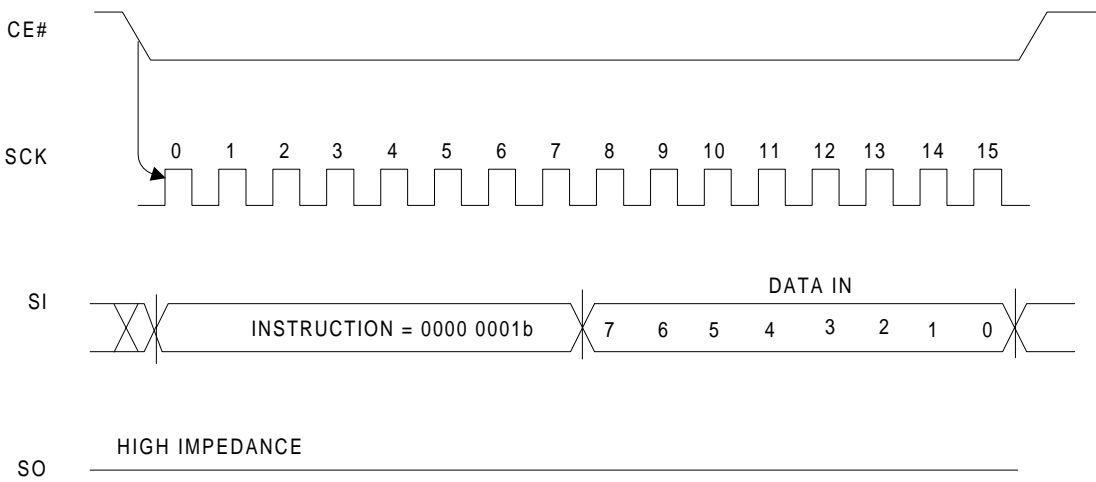 CE#
SCK
0 1 2 3 4 5 6 7 8 9 10 11 12 13 14 15
DATA IN
SI
INSTRUCTION = 0000 0001b 7 6 5 4 3 2 1 0
HIGH IMPEDANCE
SO